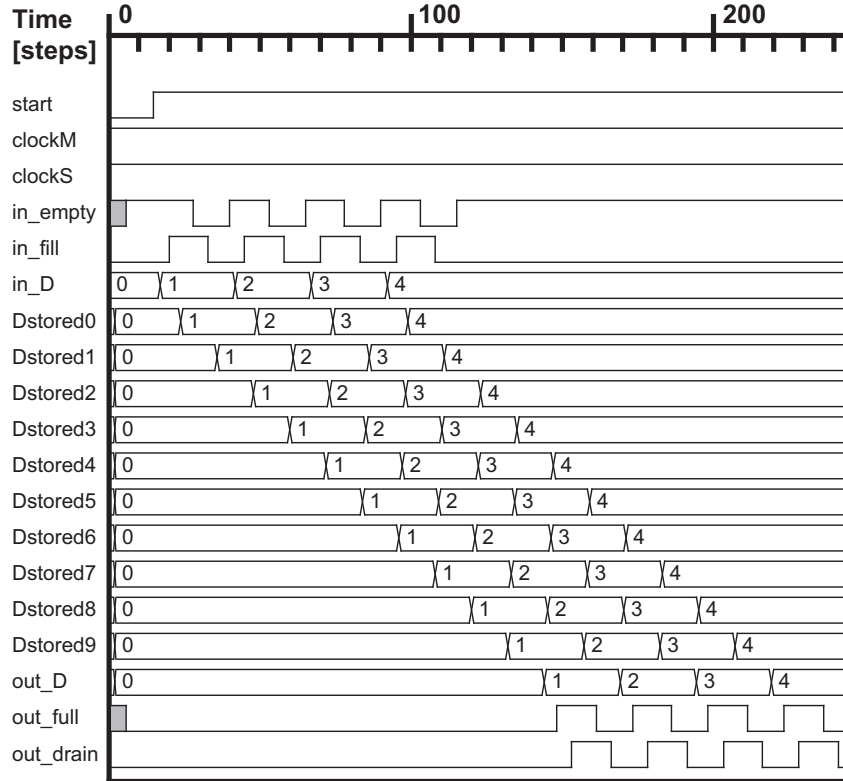 Time 0 100 200
[steps]
start
clockM
clockS
in_empty
in_fill
in_D 0 1 2 3 4
Dstored0 0 1 2 3 4
Dstored1 0 1 2 3 4
Dstored2 0 1 2 3 4
Dstored3 0 1 2 3 4
Dstored4 0 1 2 3 4
Dstored5 0 1 2 3 4
Dstored6 0 1 2 3 4
Dstored7 0 1 2 3 4
Dstored8 0 1 2 3 4
Dstored9 0 1 2 3 4
out_D 0 1 2 3 4
out_full
out_drain